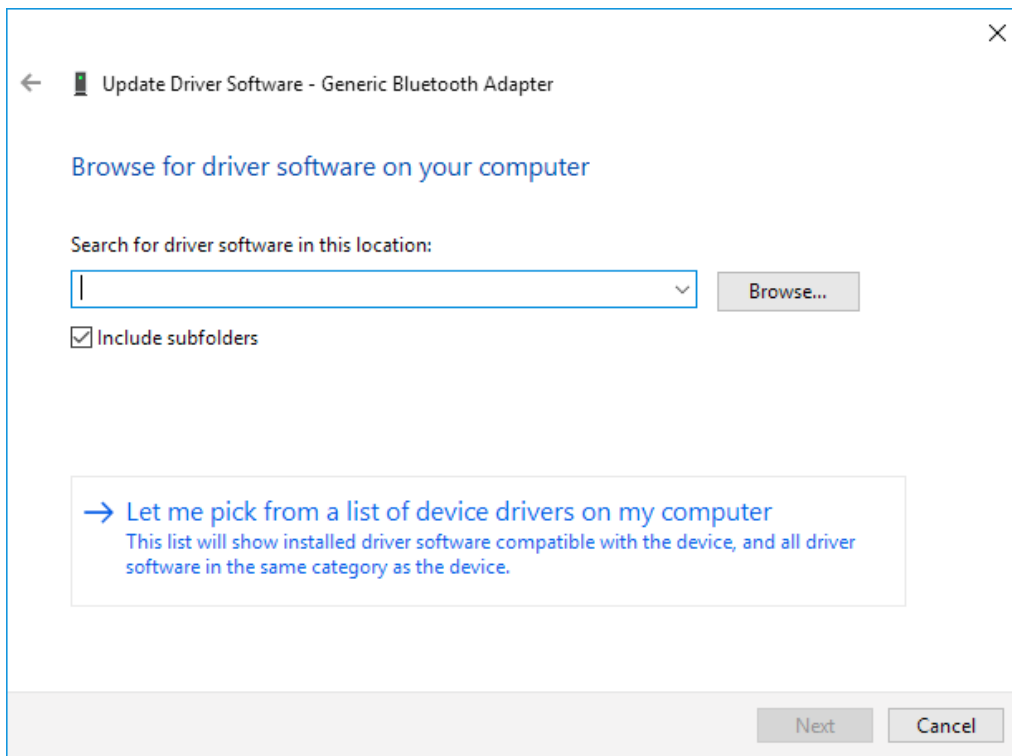 Update Driver Software - Generic Bluetooth Adapter
Browse for driver software on your computer
Search for driver software in this location:
Browse...
Include subfolders
Let me pick from a list of device drivers on my computer
This list will show installed driver software compatible with the device, and all driver
software in the same category as the device.
Next
Cancel